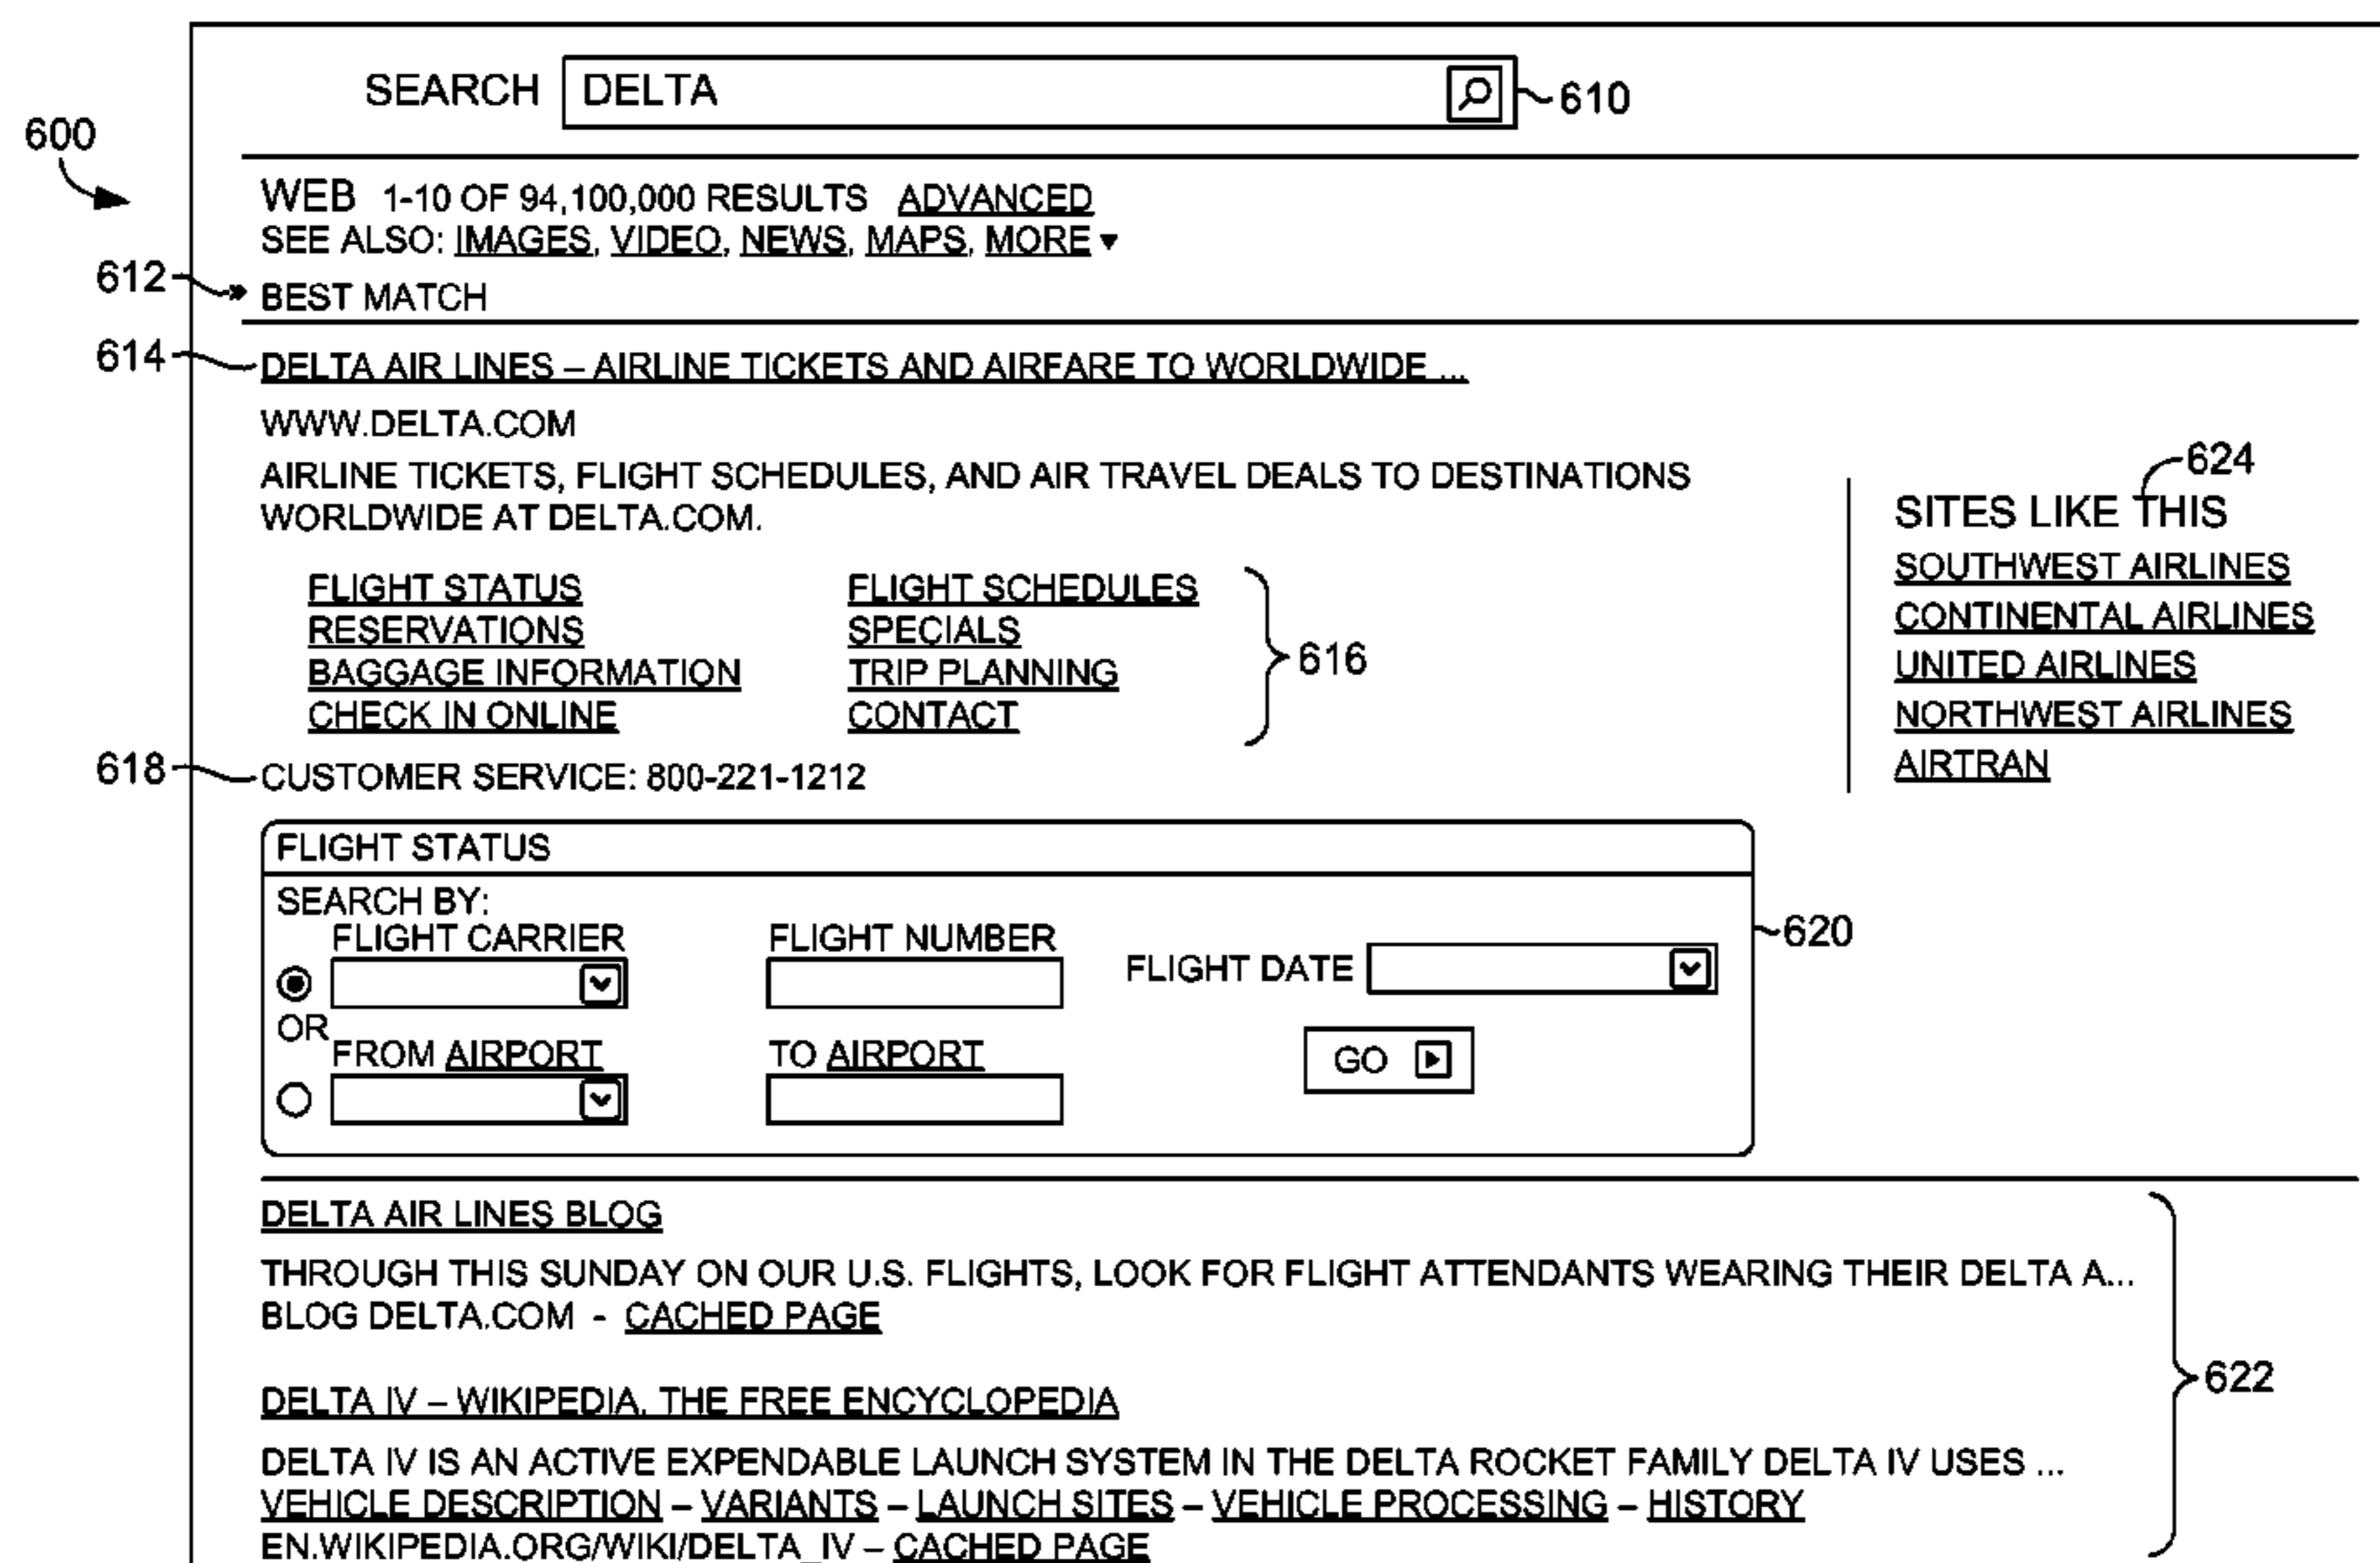 SEARCH DELTA 610
600
WEB 1-10 OF 94,100,000 RESULTS ADVANCED
SEE ALSO: IMAGES, VIDEO, NEWS, MAPS, MORE
612 BEST MATCH
614 DELTA AIR LINES – AIRLINE TICKETS AND AIRFARE TO WORLDWIDE ...
WWW.DELTA.COM
AIRLINE TICKETS, FLIGHT SCHEDULES, AND AIR TRAVEL DEALS TO DESTINATIONS
WORLDWIDE AT DELTA.COM.
FLIGHT STATUS FLIGHT SCHEDULES
RESERVATIONS SPECIALS
BAGGAGE INFORMATION TRIP PLANNING
CHECK IN ONLINE CONTACT
616
624
SITES LIKE THIS
SOUTHWEST AIRLINES
CONTINENTAL AIRLINES
UNITED AIRLINES
NORTHWEST AIRLINES
AIRTRAN
618 CUSTOMER SERVICE: 800-221-1212
FLIGHT STATUS
SEARCH BY:
FLIGHT CARRIER FLIGHT NUMBER
FLIGHT DATE
620
OR
FROM AIRPORT TO AIRPORT
GO
DELTA AIR LINES BLOG
THROUGH THIS SUNDAY ON OUR U.S. FLIGHTS, LOOK FOR FLIGHT ATTENDANTS WEARING THEIR DELTA A...
BLOG DELTA.COM - CACHED PAGE
622
DELTA IV – WIKIPEDIA, THE FREE ENCYCLOPEDIA
DELTA IV IS AN ACTIVE EXPENDABLE LAUNCH SYSTEM IN THE DELTA ROCKET FAMILY DELTA IV USES ...
VEHICLE DESCRIPTION – VARIANTS – LAUNCH SITES – VEHICLE PROCESSING – HISTORY
EN.WIKIPEDIA.ORG/WIKI/DELTA_IV – CACHED PAGE